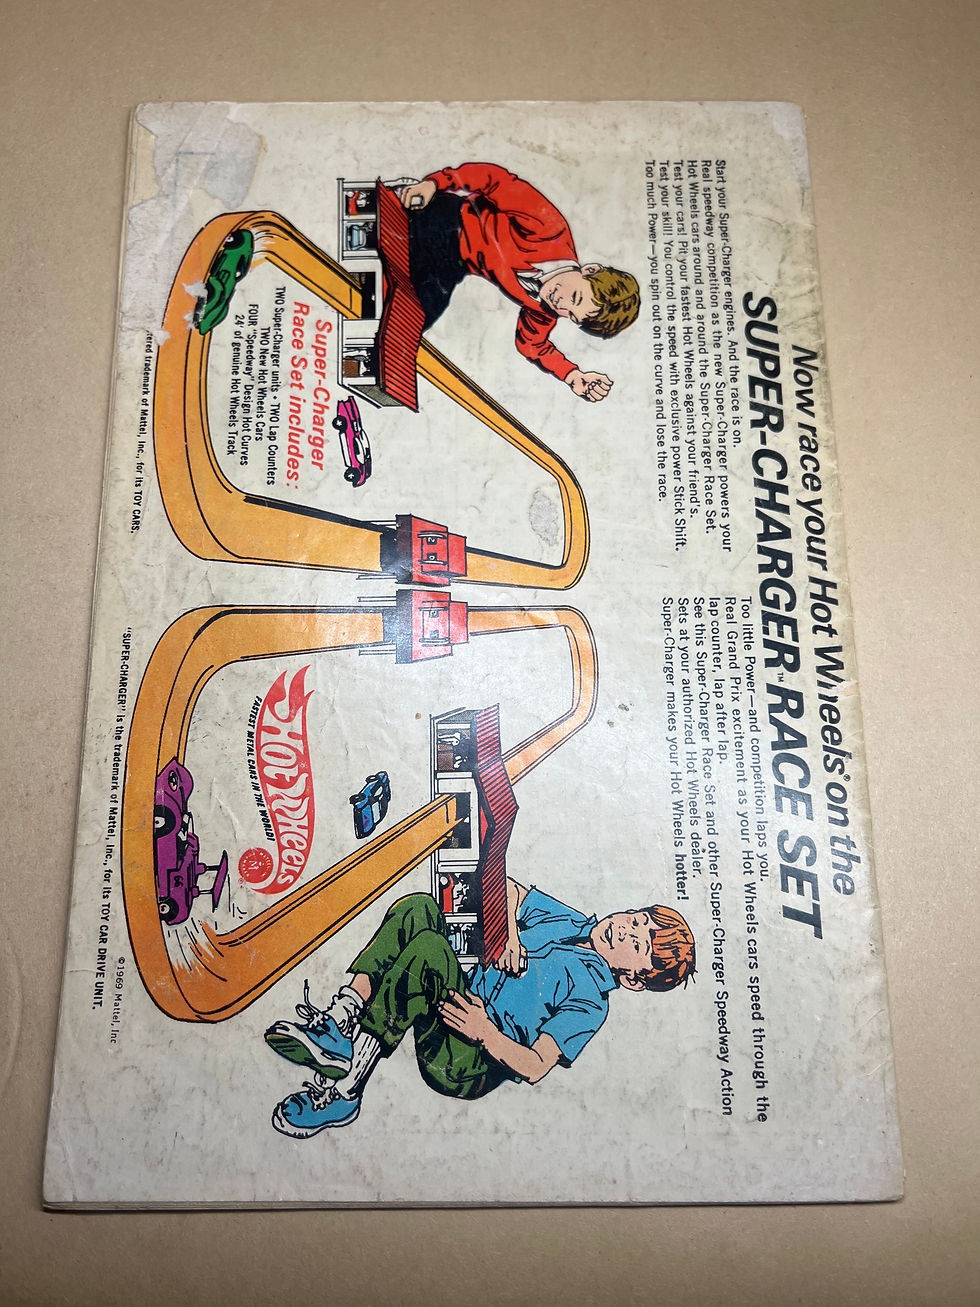 Now race your Hot Wheels® on the
SUPER-CHARGER™ RACE SET
Start your Super-Charger engines. And the race is on.
Real speedway competition as the new Super-Charger powers your
Hot Wheels cars around and around the Super-Charger Race Set.
Test your cars! Pit your fastest Hot Wheels against your friend's.
Test your skill! You control the speed with exclusive power Stick Shift.
Too much Power—you spin out on the curve and lose the race.
Too little Power—and competition laps you.
Real Grand Prix excitement as your Hot Wheels cars speed through the
lap counter, lap after lap.
See this Super-Charger Race Set and other Super-Charger Speedway Action
Sets at your authorized Hot Wheels dealer.
Super-Charger makes your Hot Wheels hotter!
Super-Charger
Race Set includes:
TWO Super-Charger units • TWO Lap Counters
TWO New Hot Wheels Cars
FOUR "Speedway" Design Hot Curves
24' of genuine Hot Wheels Track
Hot Wheels
FASTEST METAL CARS IN THE WORLD!
©1969 Mattel, Inc
tered trademark of Mattel, Inc., for its TOY CARS.
"SUPER-CHARGER" is the trademark of Mattel, Inc., for its TOY CAR DRIVE UNIT.